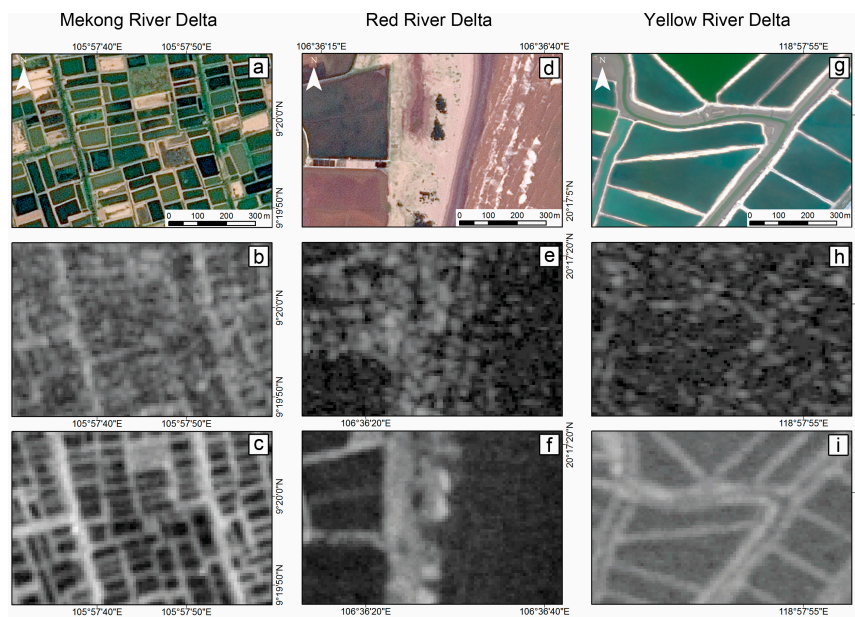 Mekong River Delta
Red River Delta
Yellow River Delta
105°57'40"E 105°57'50"E
106°36'15"E 106°36'40"E
118°57'55"E
N a
N d
N g
9°20'0"N
9°19'50"N
20°17'5"N
0 100 200 300 m
0 100 200 300 m
0 100 200 300 m
b
e
h
9°20'0"N
9°19'50"N
20°17'20"N
105°57'40"E 105°57'50"E
106°36'20"E
118°57'55"E
c
f
i
9°20'0"N
9°19'50"N
20°17'20"N
105°57'40"E 105°57'50"E
106°36'20"E 106°36'40"E
118°57'55"E